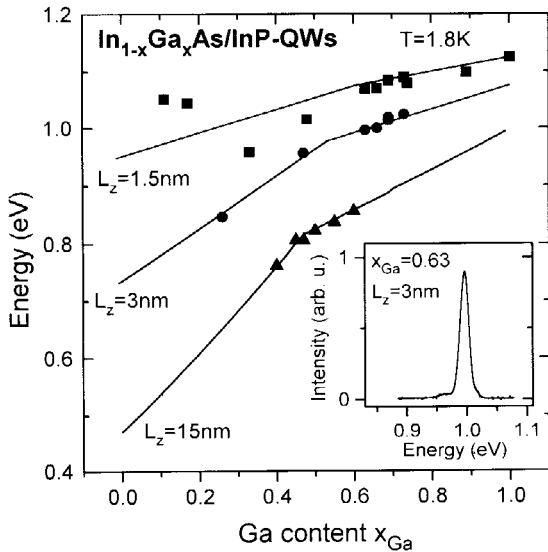 In1-xGaxAs/InP-QWs
T=1.8K
1.2
1.0
0.8
0.6
0.4
Energy (eV)
Lz=1.5nm
Lz=3nm
Lz=15nm
1
0
Intensity (arb. u.)
xGa=0.63
Lz=3nm
0.9 1.0 1.1
Energy (eV)
0.0 0.2 0.4 0.6 0.8 1.0
Ga content xGa